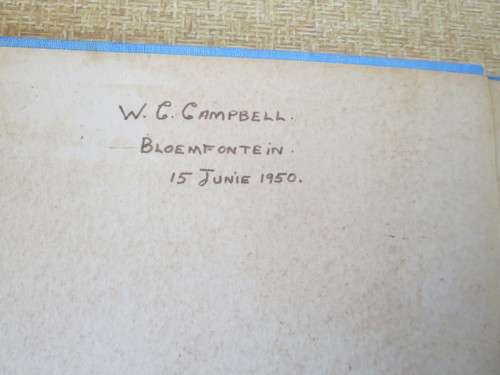 W. C. CAMPBELL.
BLOEMFONTEIN.
15 JUNIE 1950.